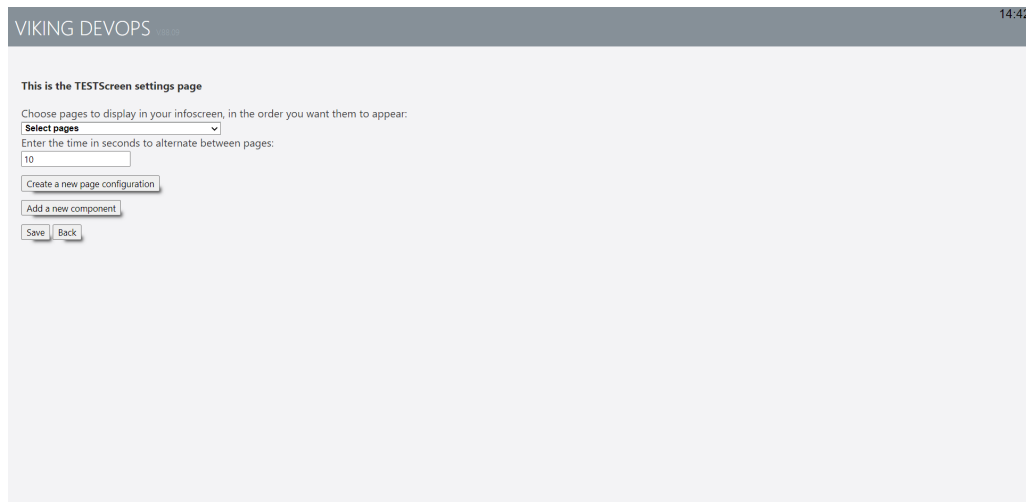 VIKING DEVOPS
14:42
This is the TESTScreen settings page
Choose pages to display in your infoscreen, in the order you want them to appear:
Select pages
Enter the time in seconds to alternate between pages:
10
Create a new page configuration
Add a new component
Save Back